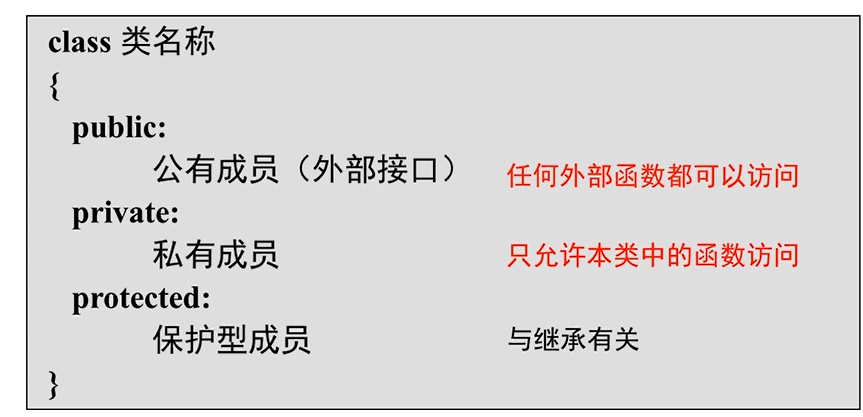 class 类名称
{
public:
公有成员（外部接口） 任何外部函数都可以访问
private:
私有成员 只允许本类中的函数访问
protected:
保护型成员 与继承有关
}